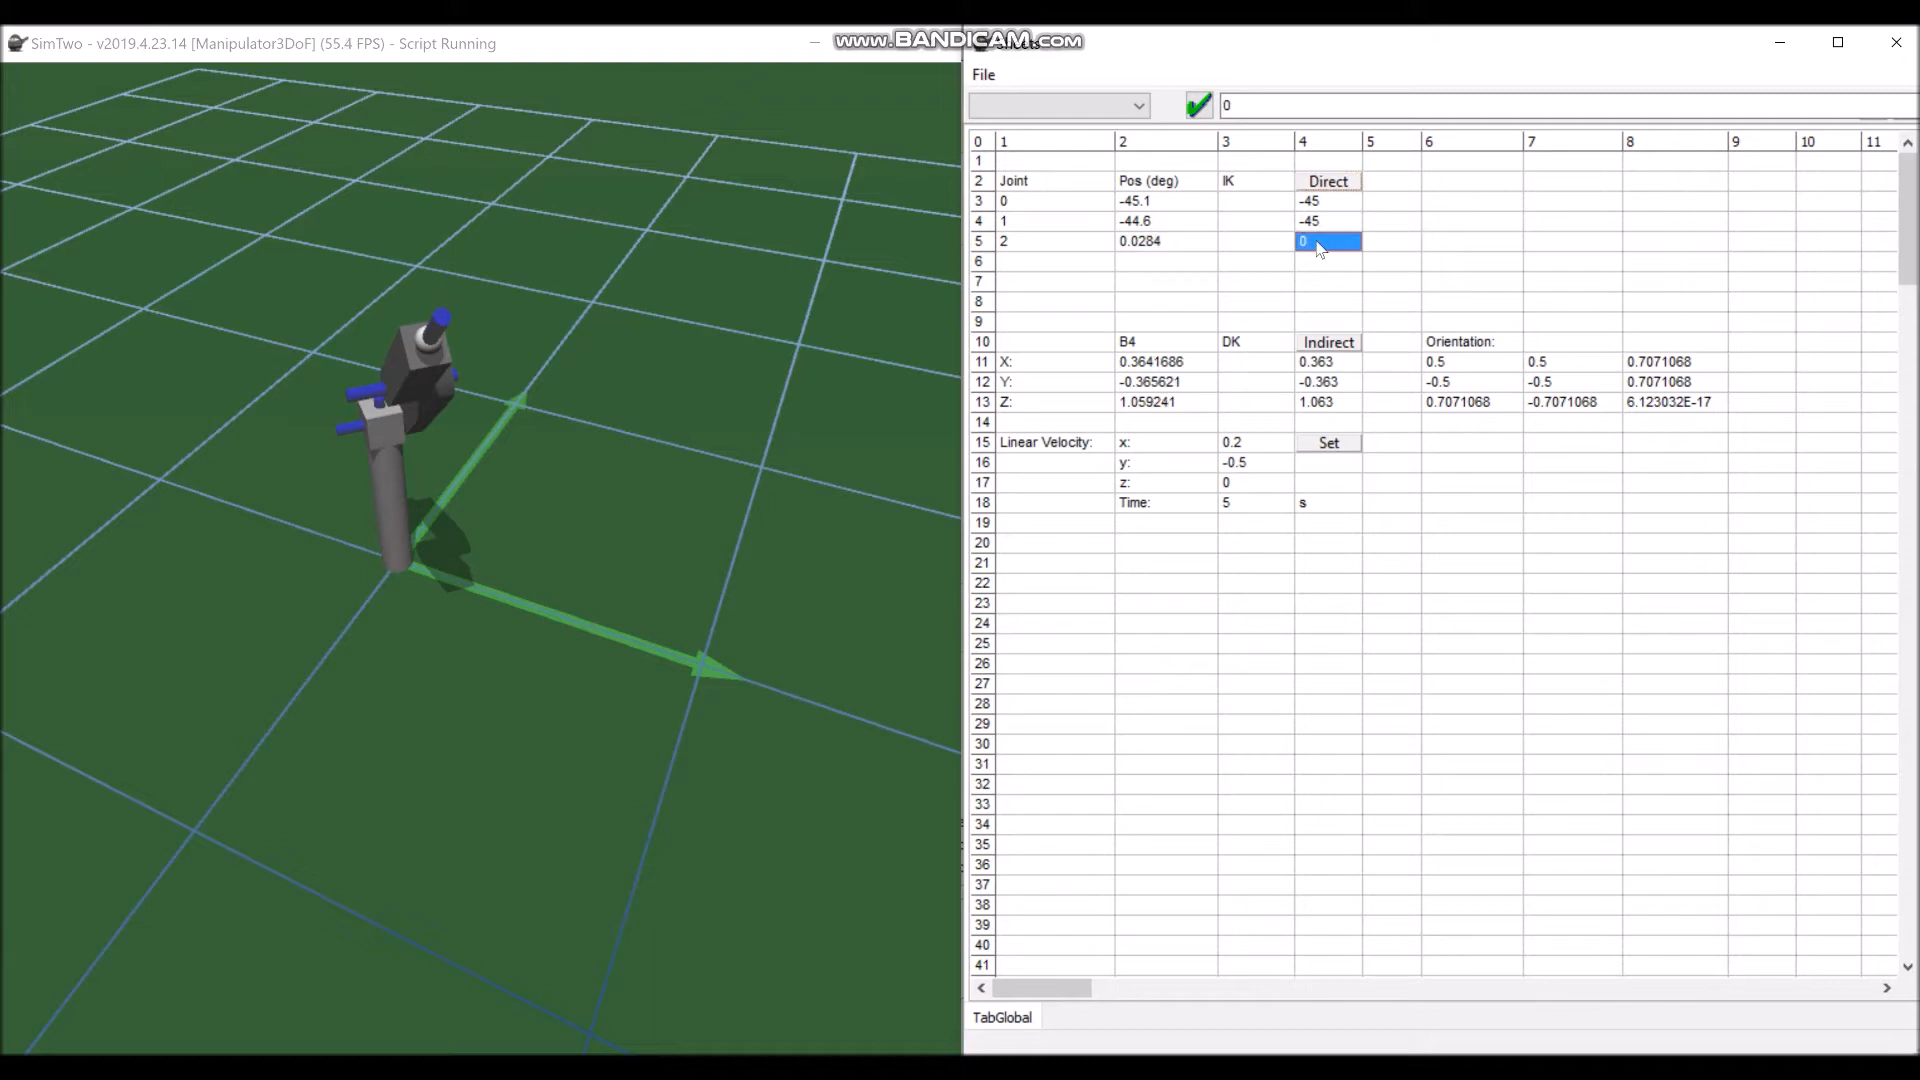 SimTwo - v2019.4.23.14 [Manipulator3DoF] (55.4 FPS) - Script Running
www.BANDICAM.com
File
0
0 1 2 3 4 5 6 7 8 9 10 11
1
2 Joint Pos (deg) IK Direct
3 0 -45.1 -45
4 1 -44.6 -45
5 2 0.0284 0
6
7
8
9
10 B4 DK Indirect Orientation:
11 X: 0.3641686 0.363 0.5 0.5 0.7071068
12 Y: -0.365621 -0.363 -0.5 -0.5 0.7071068
13 Z: 1.059241 1.063 0.7071068 -0.7071068 6.123032E-17
14
15 Linear Velocity: x: 0.2 Set
16 y: -0.5
17 z: 0
18 Time: 5 s
19
20
21
22
23
24
25
26
27
28
29
30
31
32
33
34
35
36
37
38
39
40
41
TabGlobal